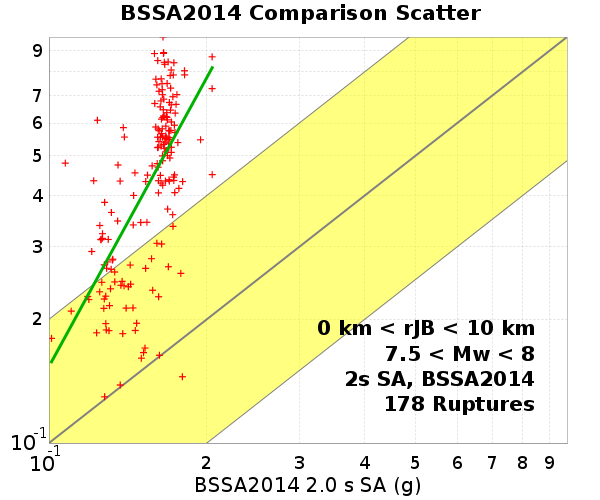 BSSA2014 Comparison Scatter
9
7
6
5
4
3
2
10-1
0 km < rJB < 10 km
7.5 < Mw < 8
2s SA, BSSA2014
178 Ruptures
10-1 2 3 4 5 6 7 8 9
BSSA2014 2.0 s SA (g)